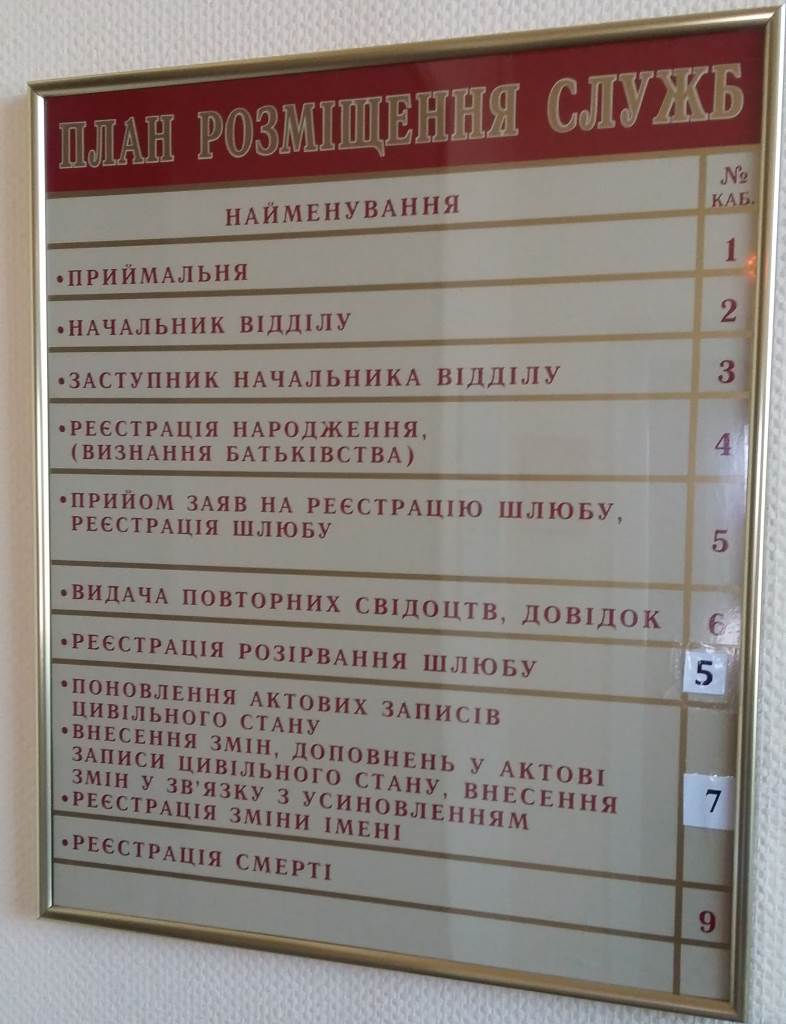 ПЛАН РОЗМІЩЕННЯ СЛУЖБ
НАЙМЕНУВАННЯ
№
КАБ.
•ПРИЙМАЛЬНЯ 1
•НАЧАЛЬНИК ВІДДІЛУ 2
•ЗАСТУПНИК НАЧАЛЬНИКА ВІДДІЛУ 3
•РЕЄСТРАЦІЯ НАРОДЖЕННЯ,
(ВИЗНАННЯ БАТЬКІВСТВА) 4
•ПРИЙОМ ЗАЯВ НА РЕЄСТРАЦІЮ ШЛЮБУ,
РЕЄСТРАЦІЯ ШЛЮБУ 5
•ВИДАЧА ПОВТОРНИХ СВІДОЦТВ, ДОВІДОК 6
•РЕЄСТРАЦІЯ РОЗІРВАННЯ ШЛЮБУ 5
•ПОНОВЛЕННЯ АКТОВИХ ЗАПИСІВ
ЦИВІЛЬНОГО СТАНУ
•ВНЕСЕННЯ ЗМІН, ДОПОВНЕНЬ У АКТОВІ
ЗАПИСИ ЦИВІЛЬНОГО СТАНУ, ВНЕСЕННЯ
ЗМІН У ЗВ'ЯЗКУ З УСИНОВЛЕННЯМ 7
•РЕЄСТРАЦІЯ ЗМІНИ ІМЕНІ
•РЕЄСТРАЦІЯ СМЕРТІ 9